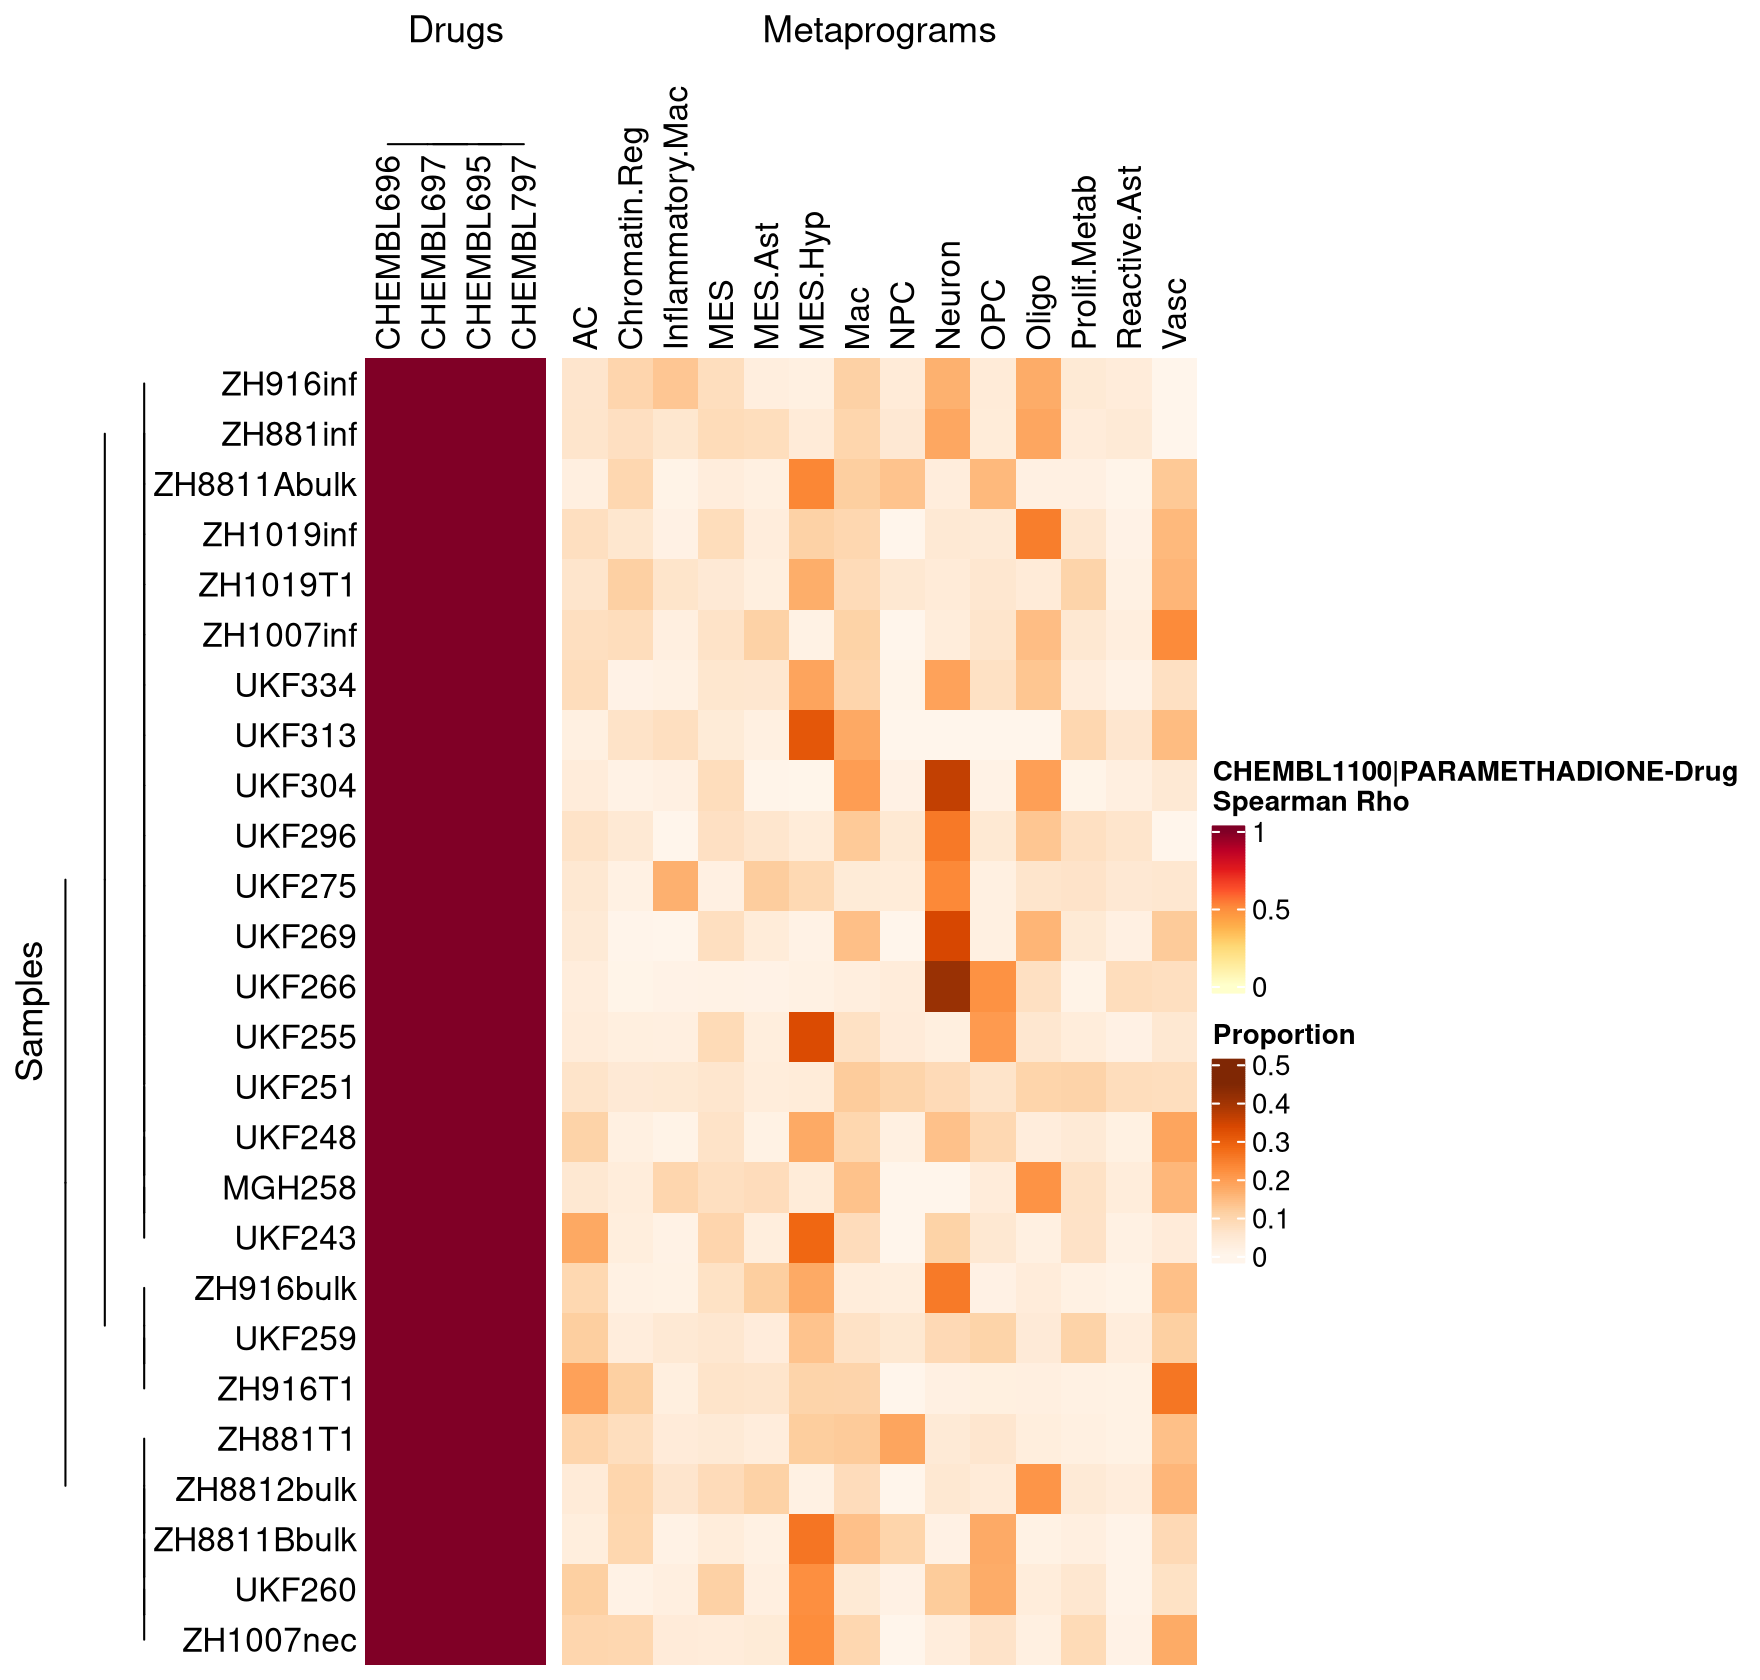 Drugs
Metaprograms
CHEMBL696
CHEMBL697
CHEMBL695
CHEMBL797
AC
Chromatin.Reg
Inflammatory.Mac
MES
MES.Ast
MES.Hyp
Mac
NPC
Neuron
OPC
Oligo
Prolif.Metab
Reactive.Ast
Vasc
Samples
ZH916inf
ZH881inf
ZH8811Abulk
ZH1019inf
ZH1019T1
ZH1007inf
UKF334
UKF313
UKF304
UKF296
UKF275
UKF269
UKF266
UKF255
UKF251
UKF248
MGH258
UKF243
ZH916bulk
UKF259
ZH916T1
ZH881T1
ZH8812bulk
ZH8811Bbulk
UKF260
ZH1007nec
CHEMBL1100|PARAMETHADIONE-Drug
Spearman Rho
1
0.5
0
Proportion
0.5
0.4
0.3
0.2
0.1
0